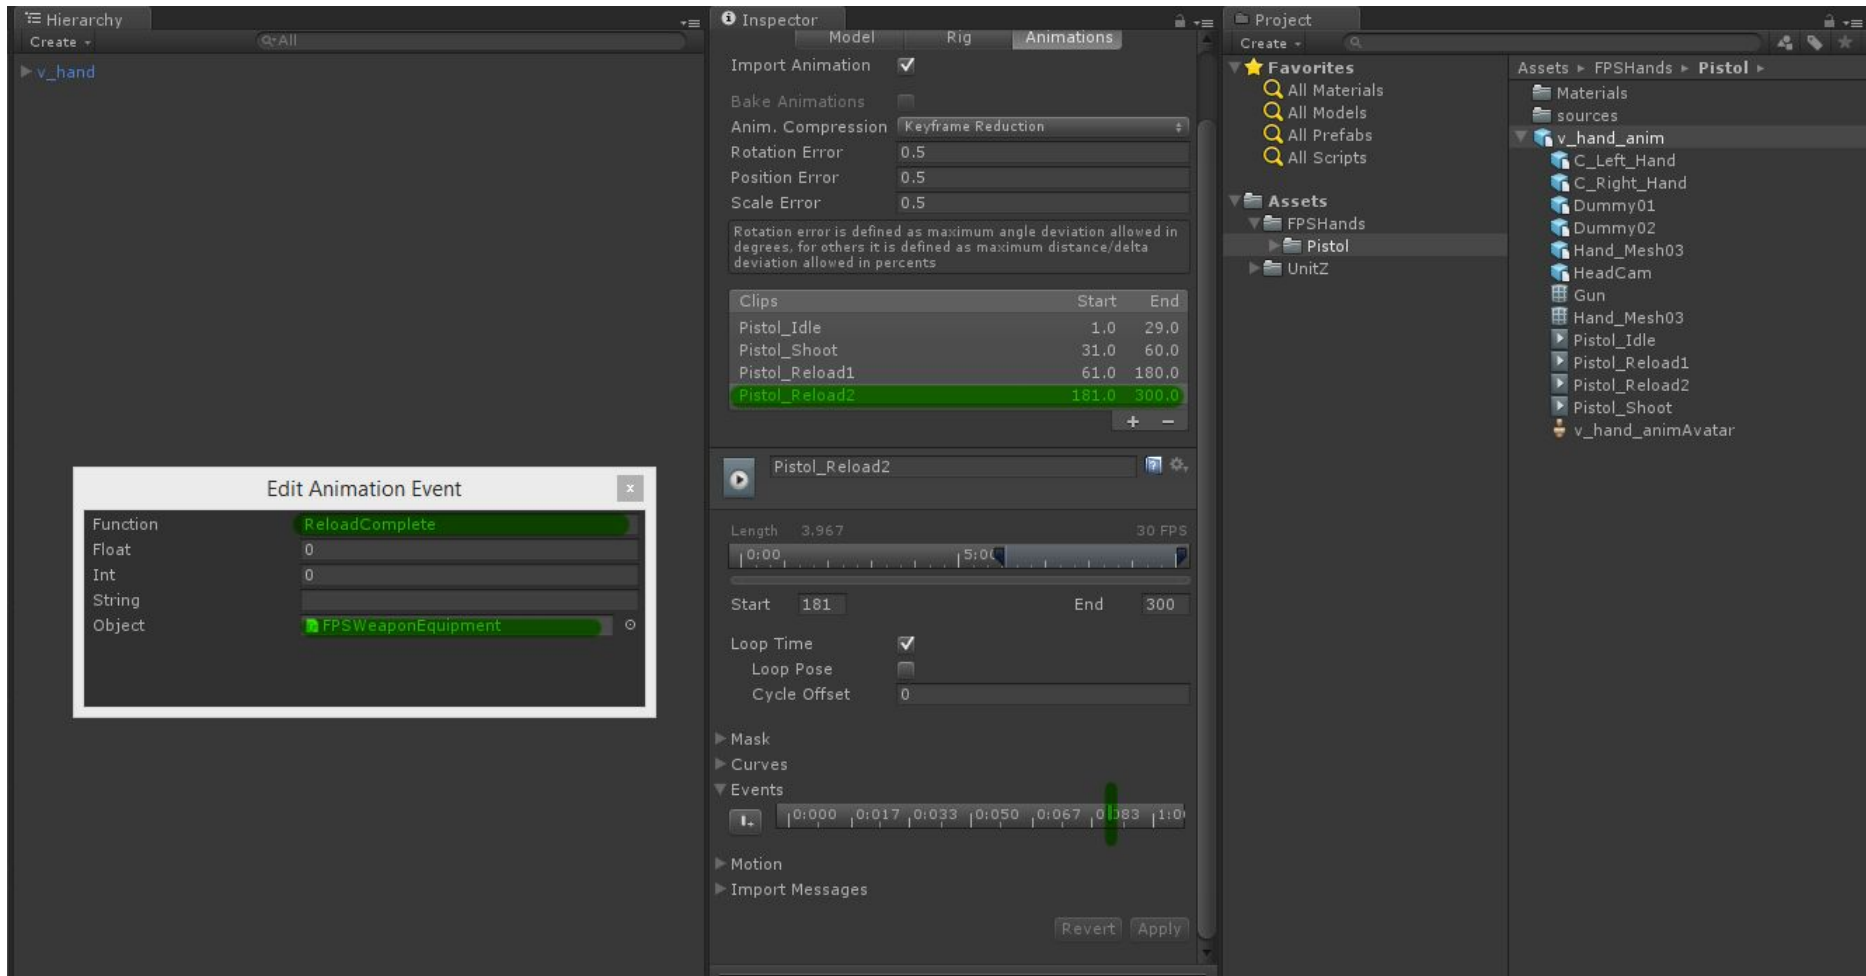 Hierarchy
Create
All
v_hand
Edit Animation Event
x
Function ReloadComplete
Float 0
Int 0
String
Object FPSWeaponEquipment
Inspector
Model Rig Animations
Import Animation
Bake Animations
Anim. Compression Keyframe Reduction
Rotation Error 0.5
Position Error 0.5
Scale Error 0.5
Rotation error is defined as maximum angle deviation allowed in
degrees, for others it is defined as maximum distance/delta
deviation allowed in percents
Clips Start End
Pistol_Idle 1.0 29.0
Pistol_Shoot 31.0 60.0
Pistol_Reload1 61.0 180.0
Pistol_Reload2 181.0 300.0
+ −
Pistol_Reload2
Length 3.967 30 FPS
0:00 5:00
Start 181 End 300
Loop Time
Loop Pose
Cycle Offset 0
Mask
Curves
Events
0:000 0:017 0:033 0:050 0:067 0:083 1:0
Motion
Import Messages
Revert Apply
Project
Create
Favorites
All Materials
All Models
All Prefabs
All Scripts
Assets
FPSHands
Pistol
UnitZ
Assets ▸ FPSHands ▸ Pistol ▸
Materials
sources
v_hand_anim
C_Left_Hand
C_Right_Hand
Dummy01
Dummy02
Hand_Mesh03
HeadCam
Gun
Hand_Mesh03
Pistol_Idle
Pistol_Reload1
Pistol_Reload2
Pistol_Shoot
v_hand_animAvatar